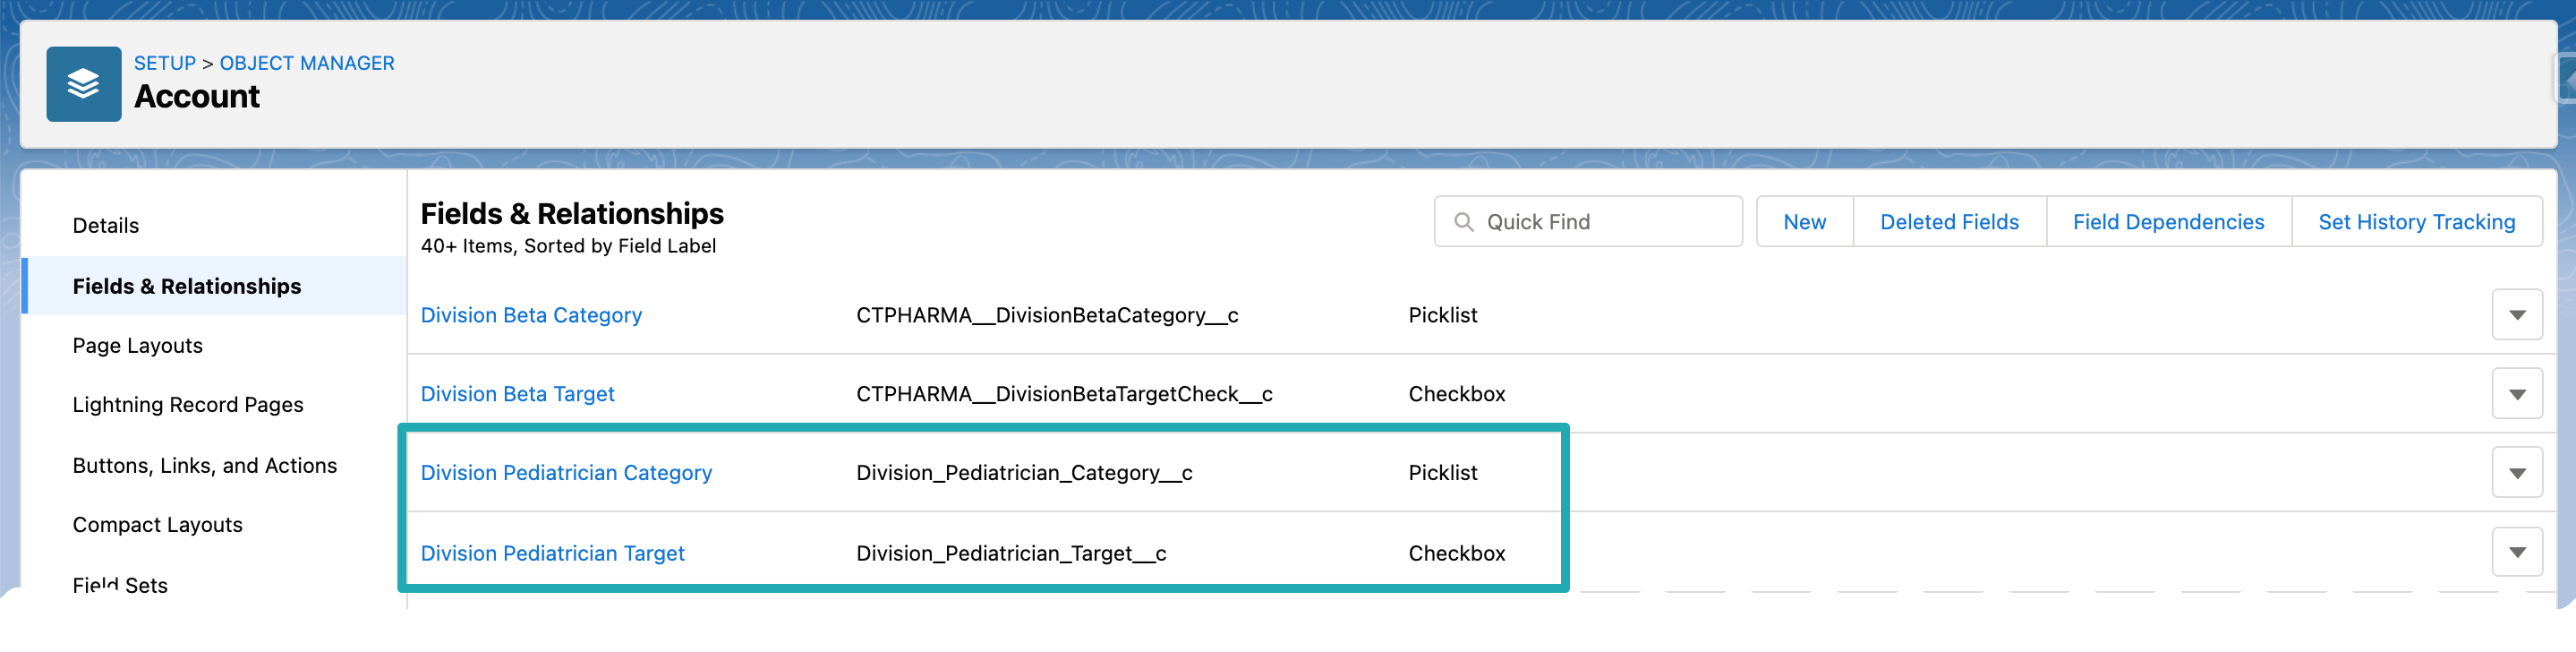 SETUP > OBJECT MANAGER
Account
Details
Fields & Relationships
Page Layouts
Lightning Record Pages
Buttons, Links, and Actions
Compact Layouts
Field Sets
Fields & Relationships
40+ Items, Sorted by Field Label
Quick Find
New
Deleted Fields
Field Dependencies
Set History Tracking
Division Beta Category CTPHARMA__DivisionBetaCategory__c Picklist
Division Beta Target CTPHARMA__DivisionBetaTargetCheck__c Checkbox
Division Pediatrician Category Division_Pediatrician_Category__c Picklist
Division Pediatrician Target Division_Pediatrician_Target__c Checkbox